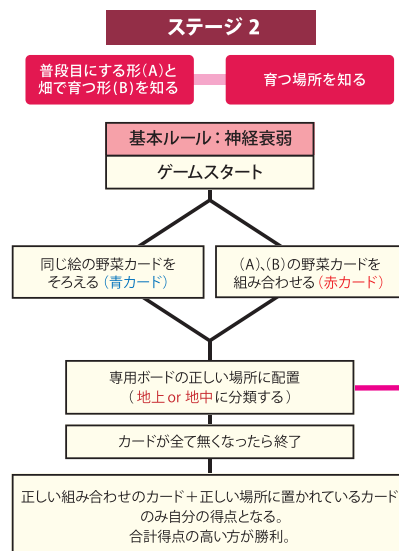 ステージ 2
普段目にする形(A)と
畑で育つ形(B)を知る
育つ場所を知る
基本ルール：神経衰弱
ゲームスタート
同じ絵の野菜カードを
そろえる（青カード）
(A)、(B)の野菜カードを
組み合わせる（赤カード）
専用ボードの正しい場所に配置
（ 地上 or 地中 に分類する ）
カードが全て無くなったら終了
正しい組み合わせのカード＋正しい場所に置かれているカード
のみ自分の得点となる。
合計得点の高い方が勝利。